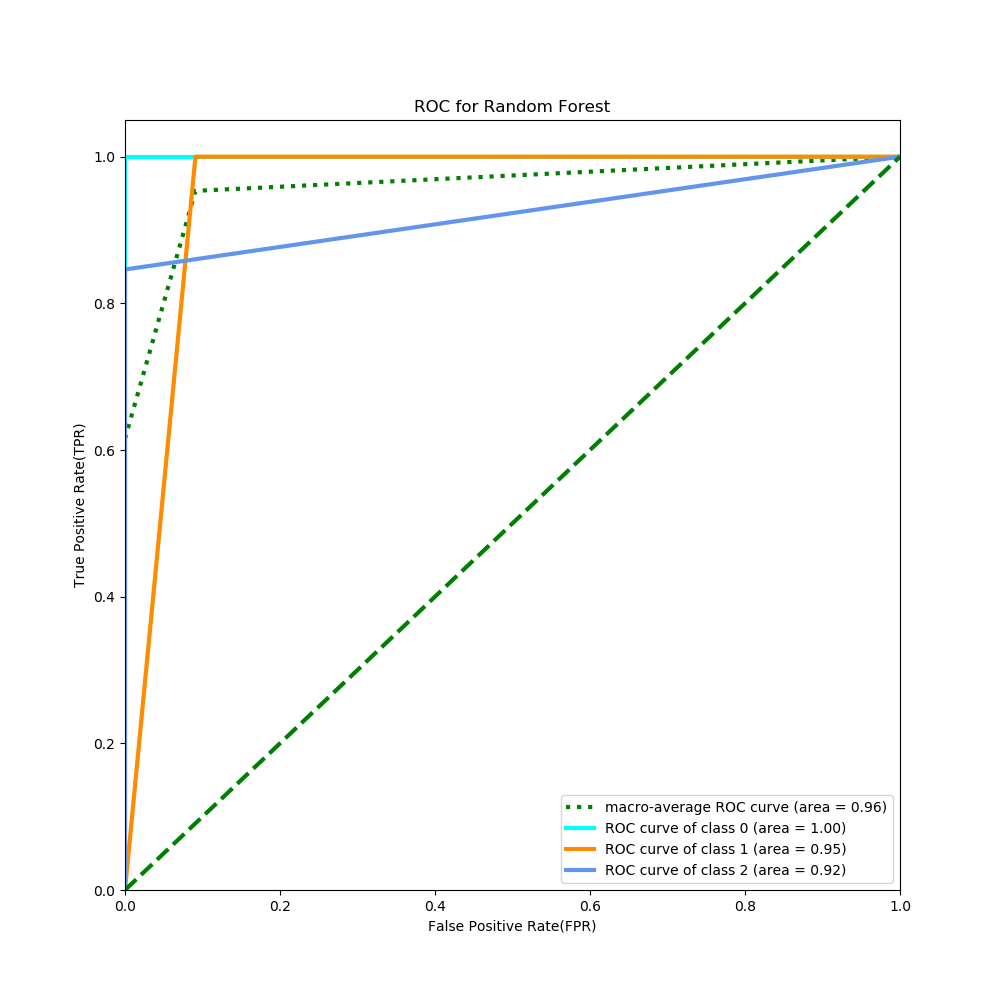 ROC for Random Forest
1.0
0.8
0.6
0.4
0.2
0.0
True Positive Rate(TPR)
0.0 0.2 0.4 0.6 0.8 1.0
False Positive Rate(FPR)
macro-average ROC curve (area = 0.96)
ROC curve of class 0 (area = 1.00)
ROC curve of class 1 (area = 0.95)
ROC curve of class 2 (area = 0.92)